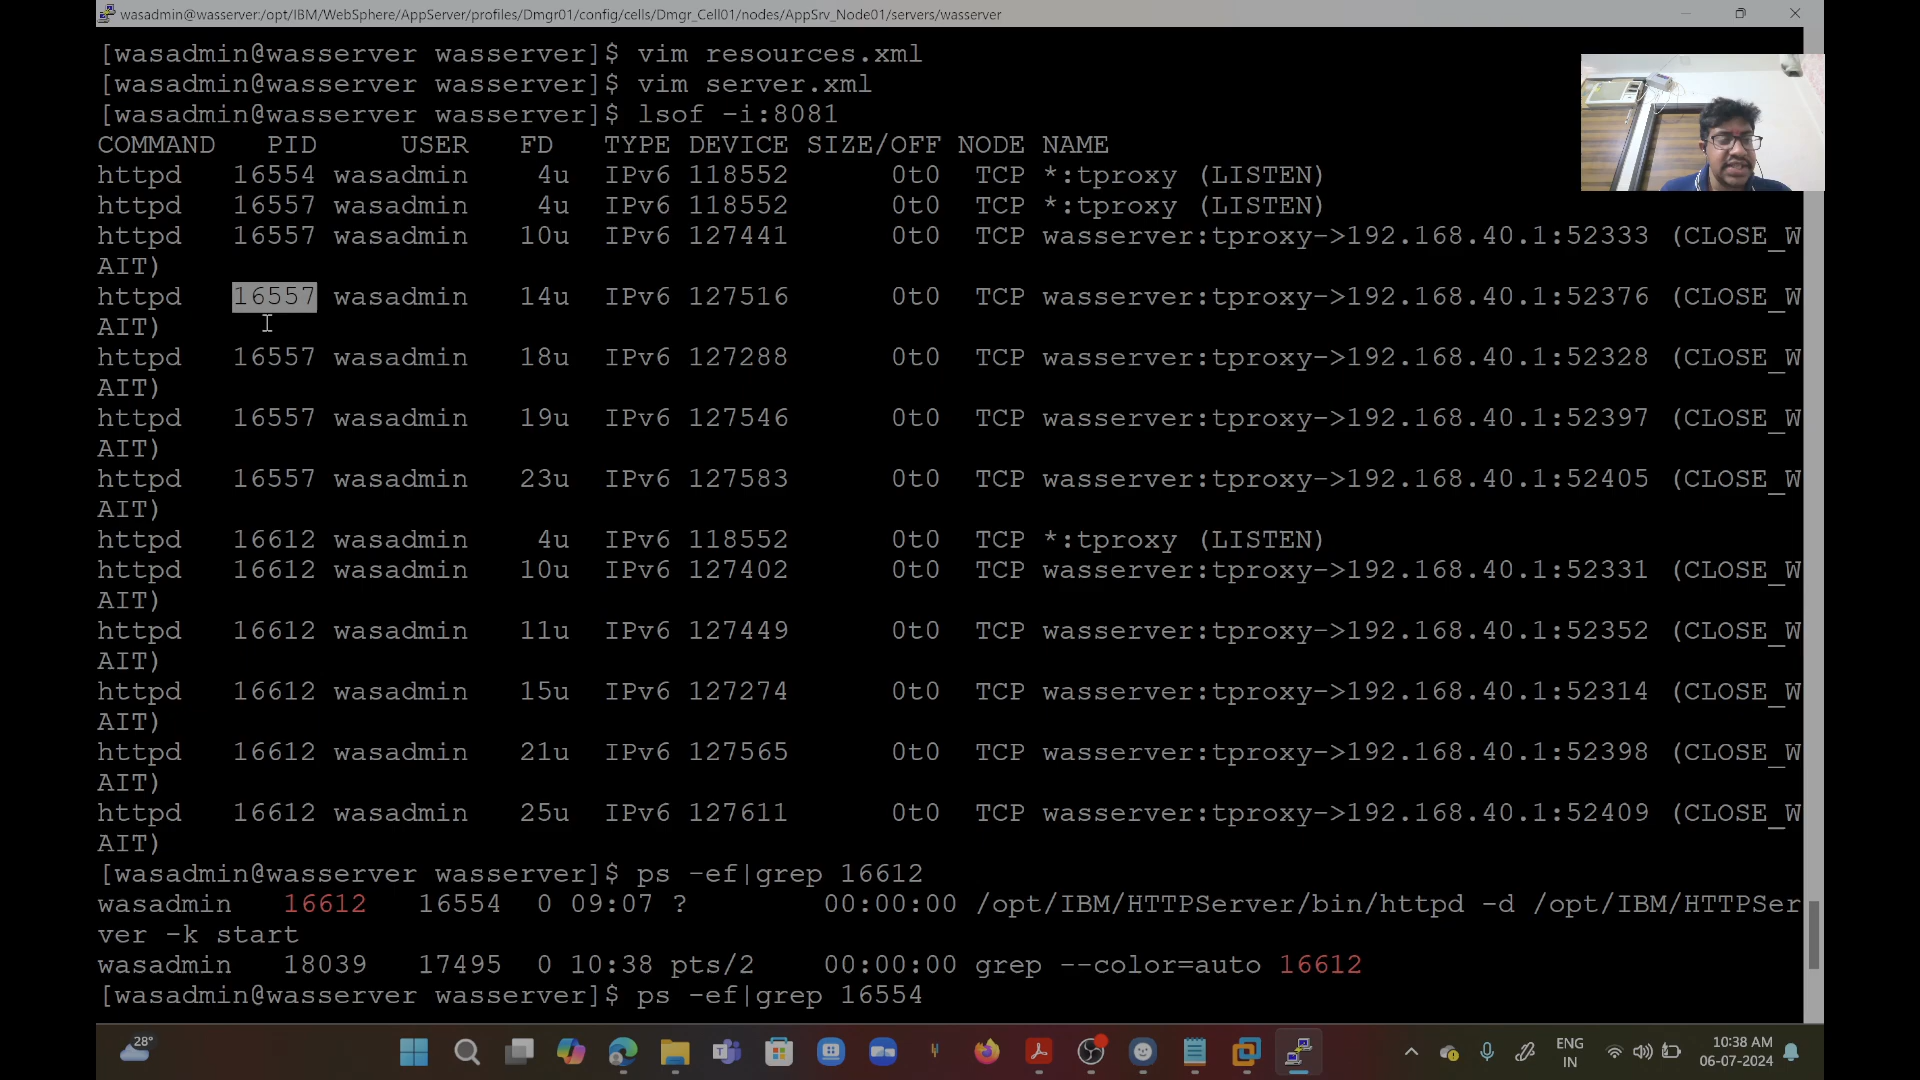 wasadmin@wasserver:/opt/IBM/WebSphere/AppServer/profiles/Dmgr01/config/cells/Dmgr_Cell01/nodes/AppSrv_Node01/servers/wasserver
[wasadmin@wasserver wasserver]$ vim resources.xml
[wasadmin@wasserver wasserver]$ vim server.xml
[wasadmin@wasserver wasserver]$ lsof -i:8081
COMMAND PID USER FD TYPE DEVICE SIZE/OFF NODE NAME
httpd 16554 wasadmin 4u IPv6 118552 0t0 TCP *:tproxy (LISTEN)
httpd 16557 wasadmin 4u IPv6 118552 0t0 TCP *:tproxy (LISTEN)
httpd 16557 wasadmin 10u IPv6 127441 0t0 TCP wasserver:tproxy->192.168.40.1:52333 (CLOSE_W
AIT)
httpd 16557 wasadmin 14u IPv6 127516 0t0 TCP wasserver:tproxy->192.168.40.1:52376 (CLOSE_W
AIT)
httpd 16557 wasadmin 18u IPv6 127288 0t0 TCP wasserver:tproxy->192.168.40.1:52328 (CLOSE_W
AIT)
httpd 16557 wasadmin 19u IPv6 127546 0t0 TCP wasserver:tproxy->192.168.40.1:52397 (CLOSE_W
AIT)
httpd 16557 wasadmin 23u IPv6 127583 0t0 TCP wasserver:tproxy->192.168.40.1:52405 (CLOSE_W
AIT)
httpd 16612 wasadmin 4u IPv6 118552 0t0 TCP *:tproxy (LISTEN)
httpd 16612 wasadmin 10u IPv6 127402 0t0 TCP wasserver:tproxy->192.168.40.1:52331 (CLOSE_W
AIT)
httpd 16612 wasadmin 11u IPv6 127449 0t0 TCP wasserver:tproxy->192.168.40.1:52352 (CLOSE_W
AIT)
httpd 16612 wasadmin 15u IPv6 127274 0t0 TCP wasserver:tproxy->192.168.40.1:52314 (CLOSE_W
AIT)
httpd 16612 wasadmin 21u IPv6 127565 0t0 TCP wasserver:tproxy->192.168.40.1:52398 (CLOSE_W
AIT)
httpd 16612 wasadmin 25u IPv6 127611 0t0 TCP wasserver:tproxy->192.168.40.1:52409 (CLOSE_W
AIT)
[wasadmin@wasserver wasserver]$ ps -ef|grep 16612
wasadmin 16612 16554 0 09:07 ? 00:00:00 /opt/IBM/HTTPServer/bin/httpd -d /opt/IBM/HTTPSer
ver -k start
wasadmin 18039 17495 0 10:38 pts/2 00:00:00 grep --color=auto 16612
[wasadmin@wasserver wasserver]$ ps -ef|grep 16554
28°
ENG
IN
10:38 AM
06-07-2024